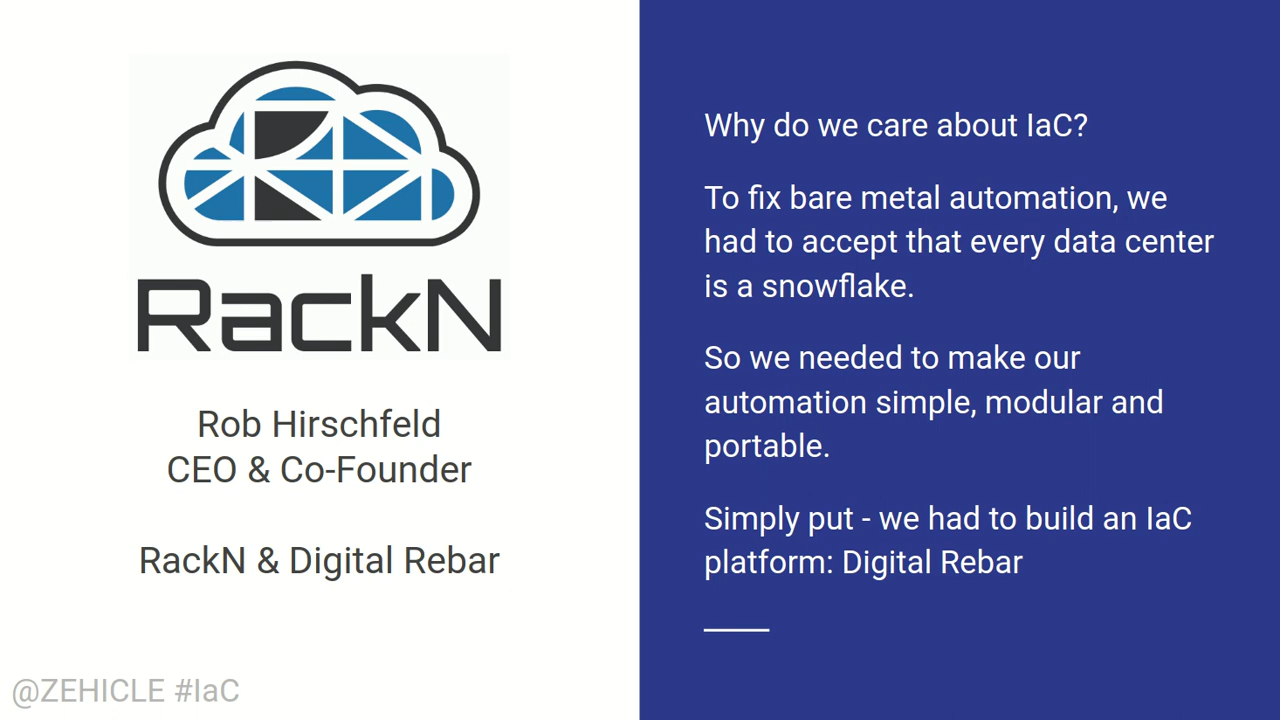 RackN
Rob Hirschfeld
CEO & Co-Founder
RackN & Digital Rebar
@ZEHICLE #IaC
Why do we care about IaC?
To fix bare metal automation, we
had to accept that every data center
is a snowflake.
So we needed to make our
automation simple, modular and
portable.
Simply put - we had to build an IaC
platform: Digital Rebar